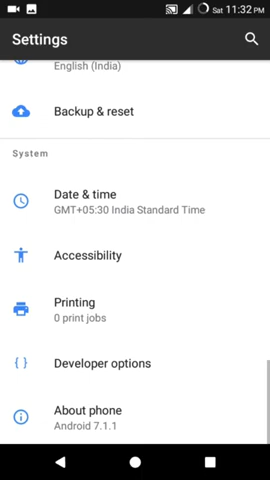 Sat 11:32 PM
Settings
English (India)
Backup & reset
System
Date & time
GMT+05:30 India Standard Time
Accessibility
Printing
0 print jobs
{ } Developer options
About phone
Android 7.1.1